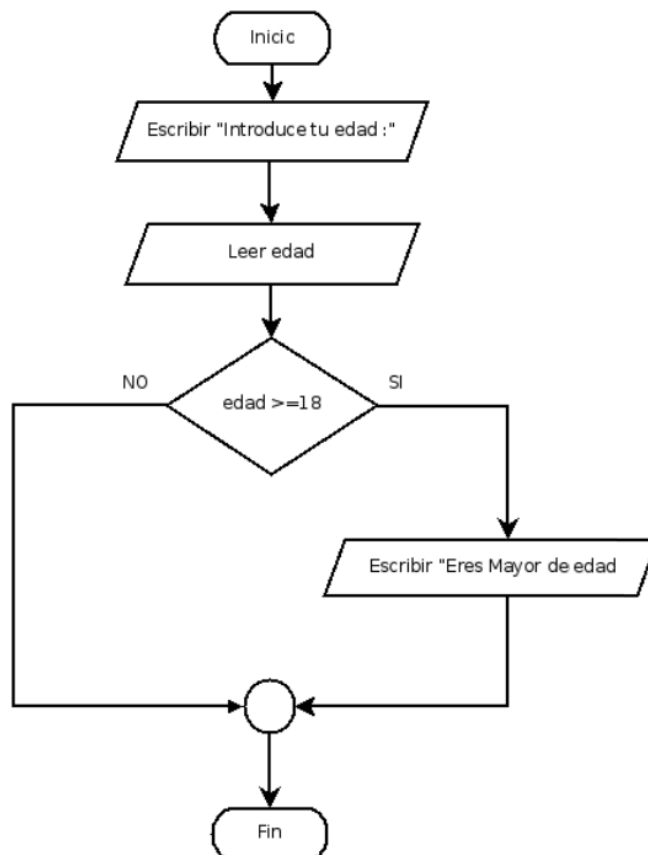 Inicic
Escribir "Introduce tu edad :"
Leer edad
NO
SI
edad >=18
Escribir "Eres Mayor de edad
Fin